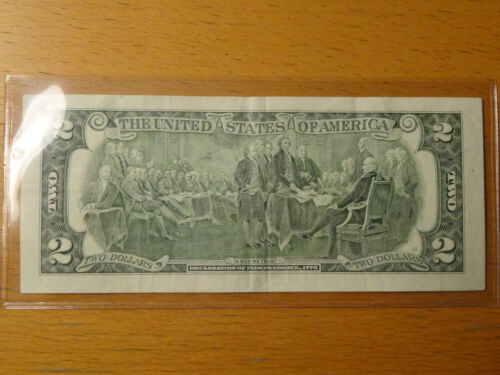 THE UNITED STATES OF AMERICA
2 2
TWO TWO
2 2
TWO DOLLARS TWO DOLLARS
IN GOD WE TRUST
DECLARATION OF INDEPENDENCE, 1776